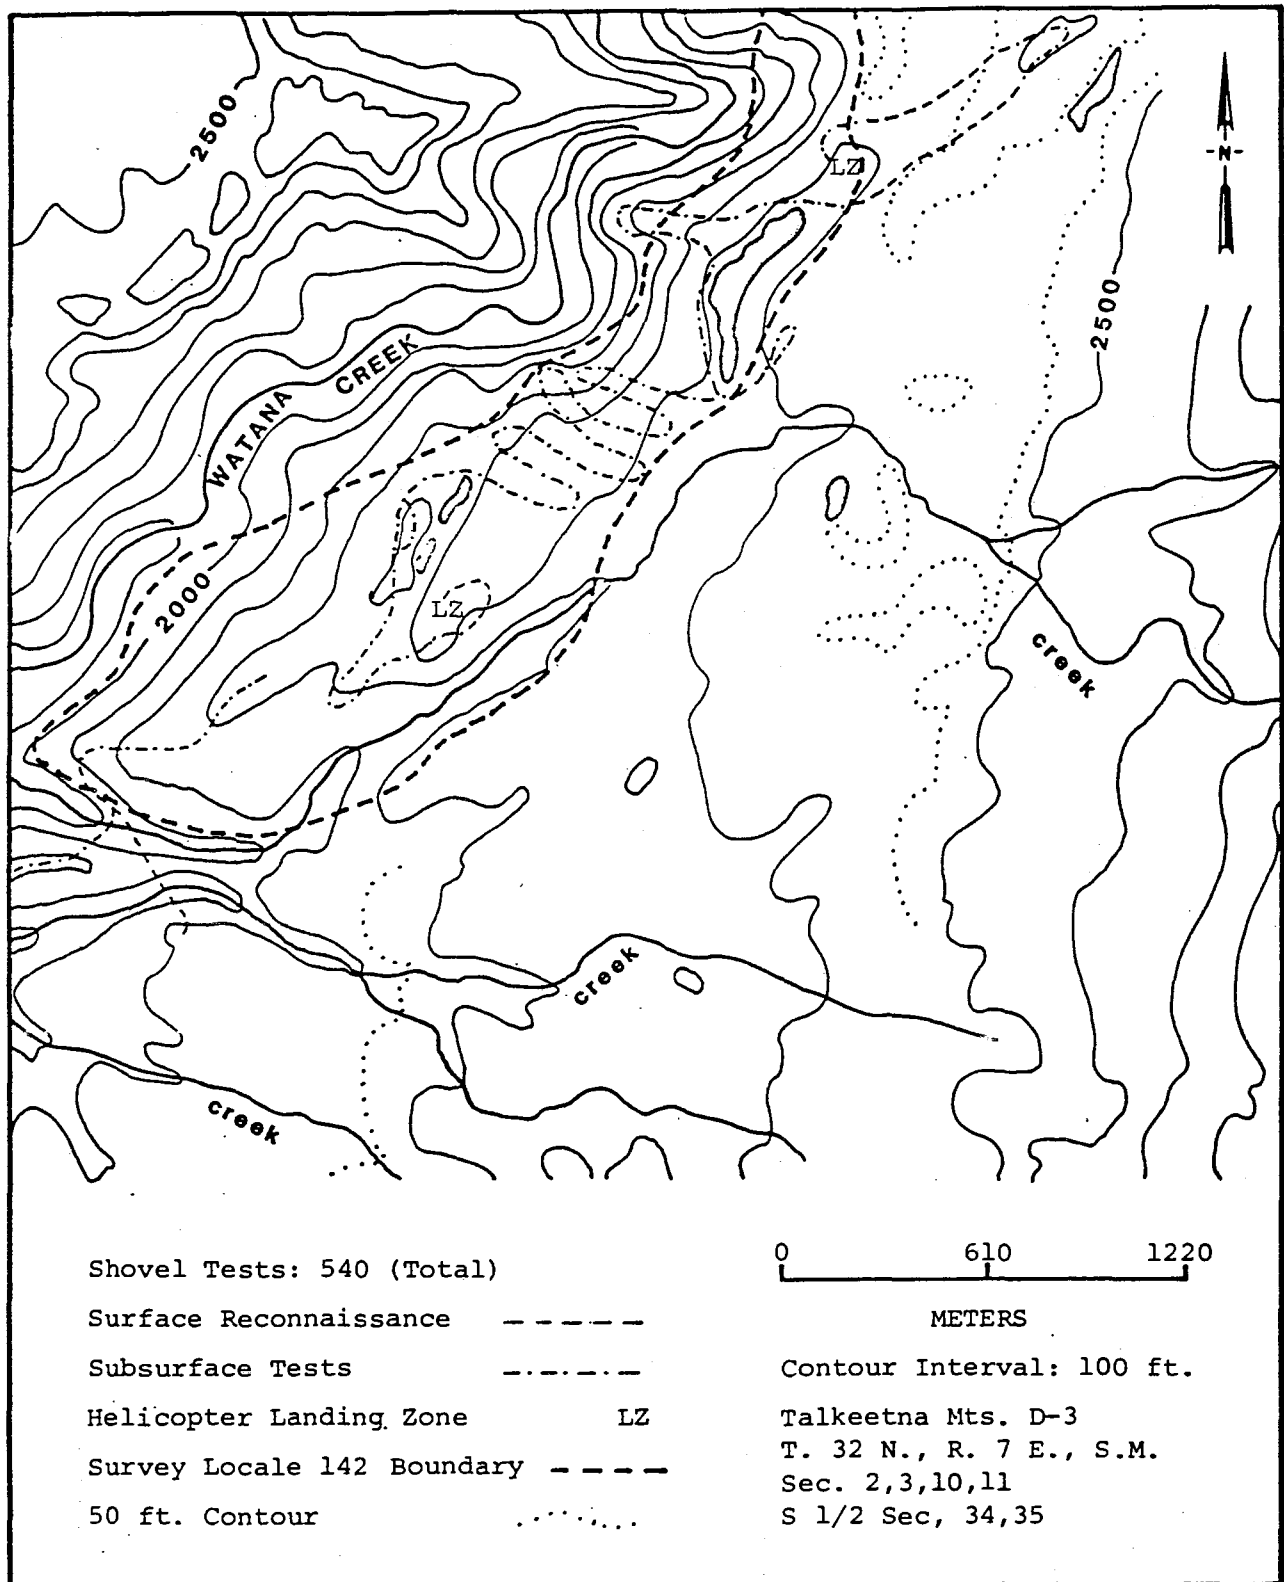 2500
LZ
N
2500
WATANA CREEK
2000
LZ
creek
creek
creek
Shovel Tests: 540 (Total)
Surface Reconnaissance
Subsurface Tests
Helicopter Landing Zone LZ
Survey Locale 142 Boundary
50 ft. Contour
0 610 1220
METERS
Contour Interval: 100 ft.
Talkeetna Mts. D-3
T. 32 N., R. 7 E., S.M.
Sec. 2,3,10,11
S 1/2 Sec, 34,35